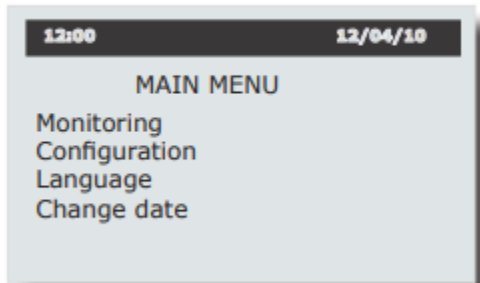 12:00 12/04/10
MAIN MENU
Monitoring
Configuration
Language
Change date